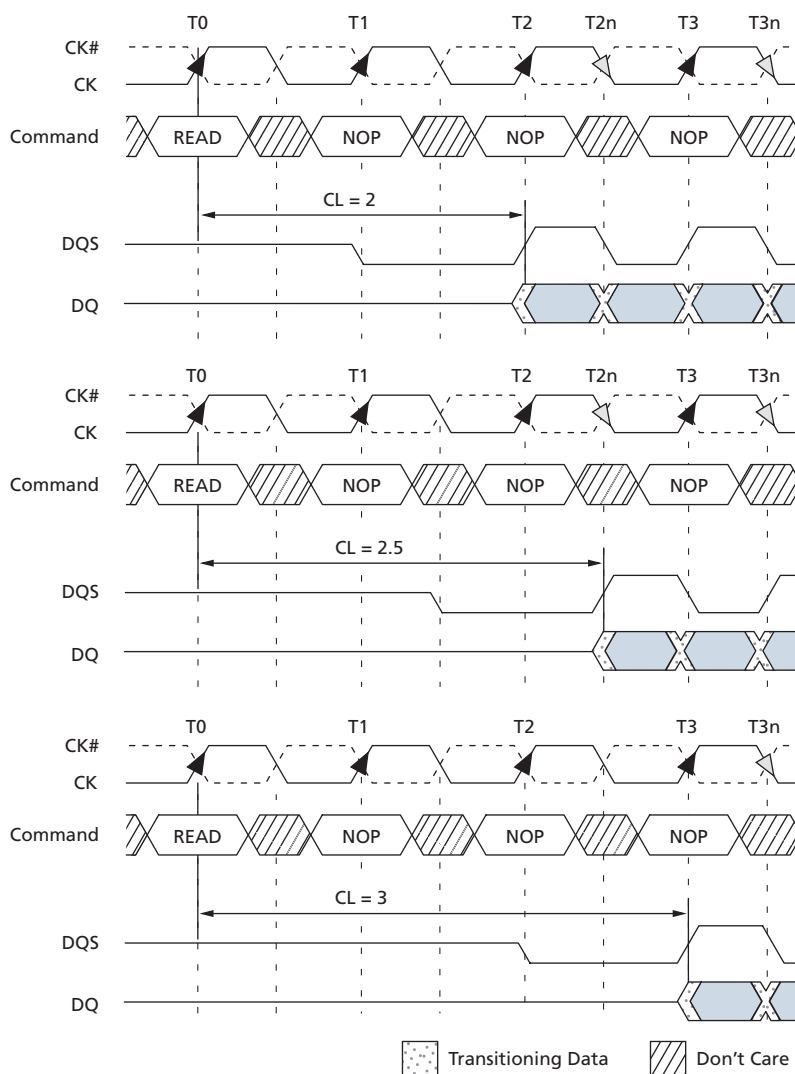 T0 T1 T2 T2n T3 T3n
CK#
CK
Command READ NOP NOP NOP
CL = 2
DQS
DQ
T0 T1 T2 T2n T3 T3n
CK#
CK
Command READ NOP NOP NOP
CL = 2.5
DQS
DQ
T0 T1 T2 T3 T3n
CK#
CK
Command READ NOP NOP NOP
CL = 3
DQS
DQ
Transitioning Data Don't Care